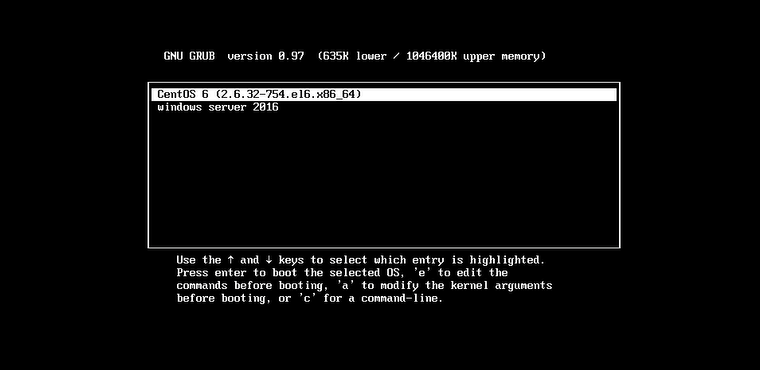 GNU GRUB  version 0.97  (635K lower / 1046400K upper memory)
CentOS 6 (2.6.32-754.el6.x86_64)
windows server 2016
Use the ↑ and ↓ keys to select which entry is highlighted.
Press enter to boot the selected OS, 'e' to edit the
commands before booting, 'a' to modify the kernel arguments
before booting, or 'c' for a command-line.